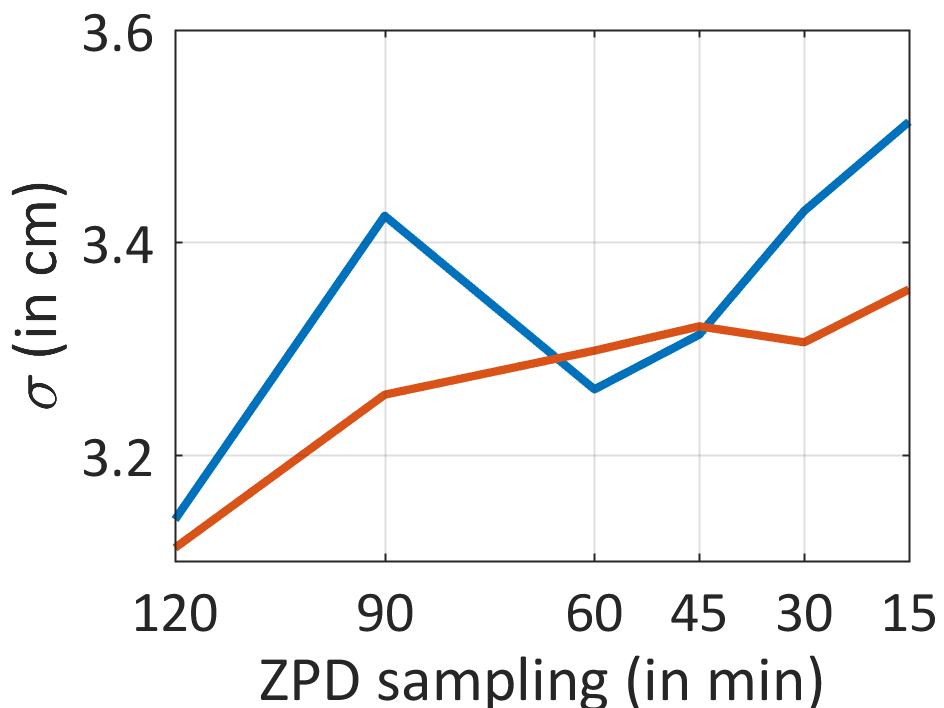 3.6
3.4
3.2
σ (in cm)
120 90 60 45 30 15
ZPD sampling (in min)